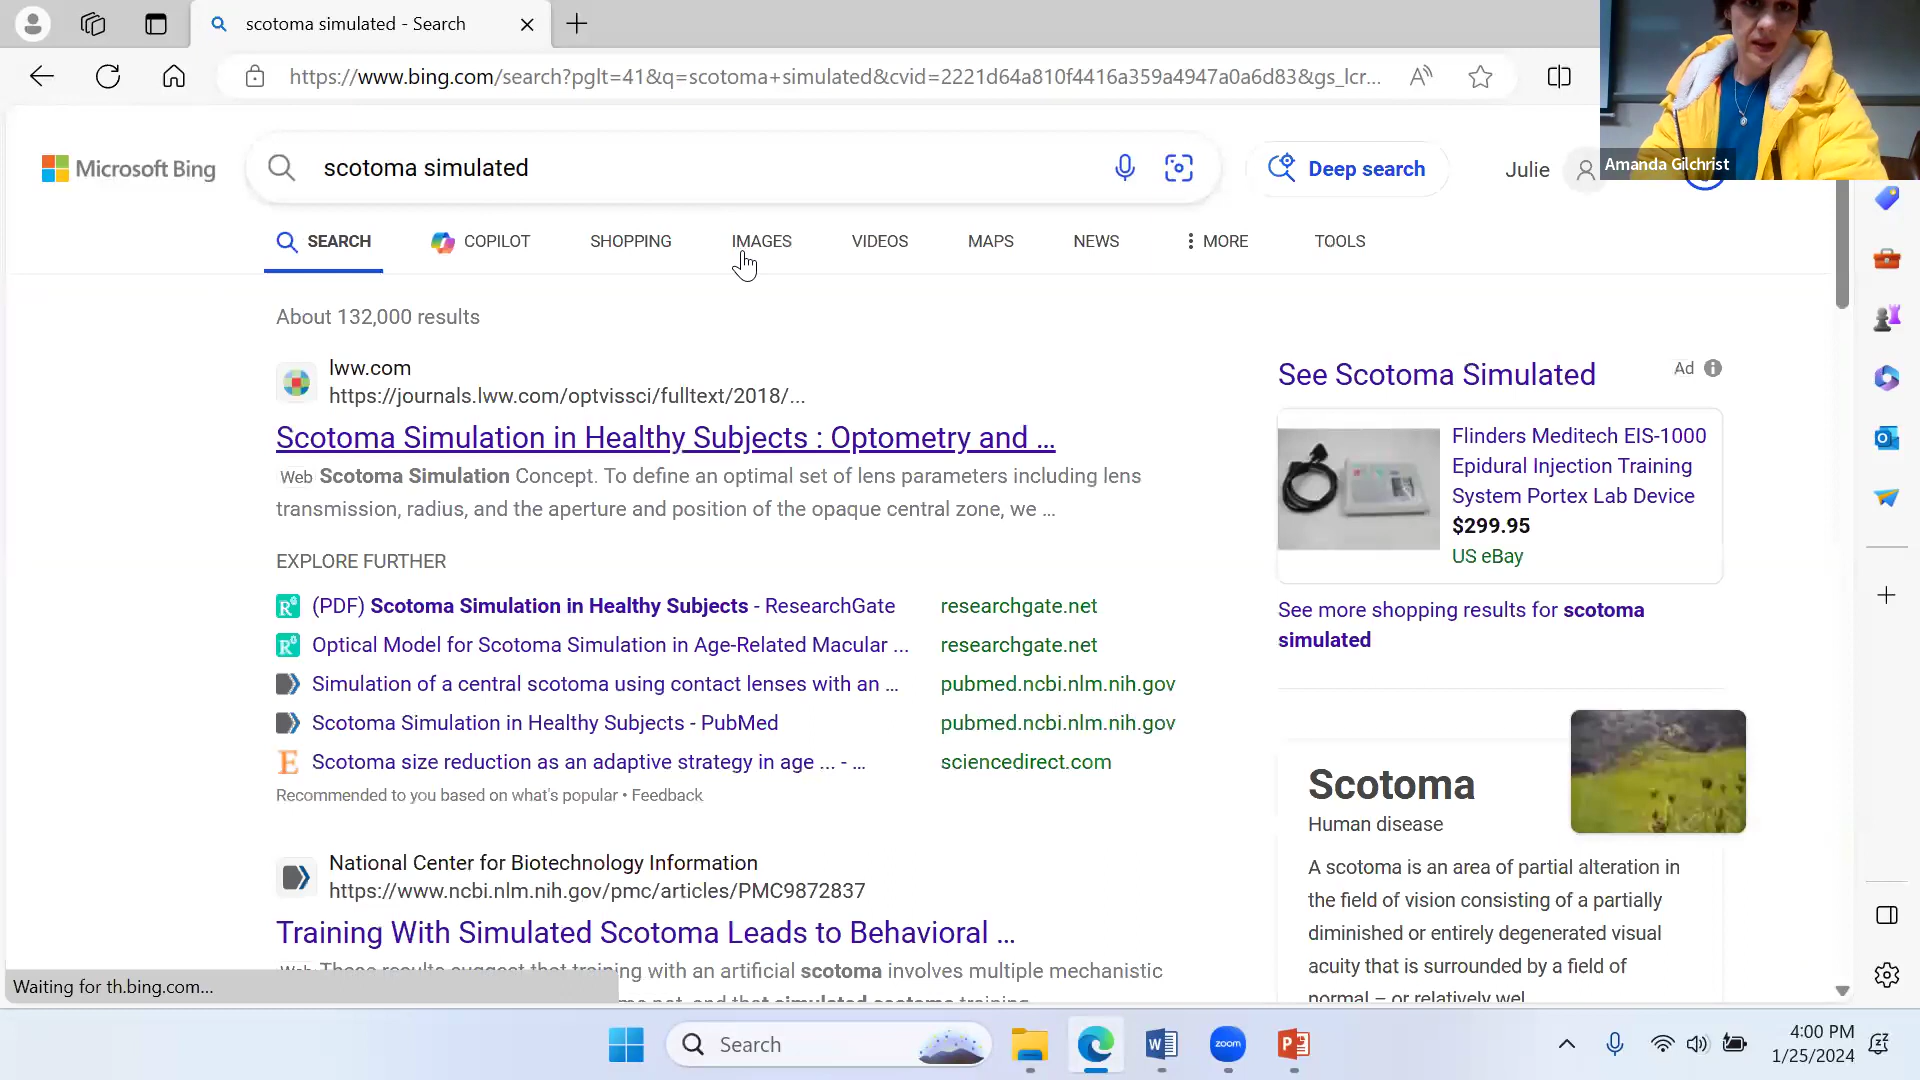 scotoma simulated - Search
https://www.bing.com/search?pglt=41&q=scotoma+simulated&cvid=2221d64a810f4416a359a4947a0a6d83&gs_lcr...
Amanda Gilchrist
Microsoft Bing
scotoma simulated
Deep search
Julie
SEARCH
COPILOT
SHOPPING
IMAGES
VIDEOS
MAPS
NEWS
MORE
TOOLS
About 132,000 results
lww.com
https://journals.lww.com/optvissci/fulltext/2018/...
Scotoma Simulation in Healthy Subjects : Optometry and ...
Web Scotoma Simulation Concept. To define an optimal set of lens parameters including lens
transmission, radius, and the aperture and position of the opaque central zone, we ...
EXPLORE FURTHER
(PDF) Scotoma Simulation in Healthy Subjects - ResearchGate researchgate.net
Optical Model for Scotoma Simulation in Age-Related Macular ... researchgate.net
Simulation of a central scotoma using contact lenses with an ... pubmed.ncbi.nlm.nih.gov
Scotoma Simulation in Healthy Subjects - PubMed pubmed.ncbi.nlm.nih.gov
Scotoma size reduction as an adaptive strategy in age ... - ... sciencedirect.com
Recommended to you based on what's popular • Feedback
National Center for Biotechnology Information
https://www.ncbi.nlm.nih.gov/pmc/articles/PMC9872837
Training With Simulated Scotoma Leads to Behavioral ...
Web These results suggest that training with an artificial scotoma involves multiple mechanistic
and that simulated scotoma training
Waiting for th.bing.com...
See Scotoma Simulated
Ad
Flinders Meditech EIS-1000
Epidural Injection Training
System Portex Lab Device
$299.95
US eBay
See more shopping results for scotoma
simulated
Scotoma
Human disease
A scotoma is an area of partial alteration in
the field of vision consisting of a partially
diminished or entirely degenerated visual
acuity that is surrounded by a field of
normal – or relatively wel
Search
zoom
4:00 PM
1/25/2024